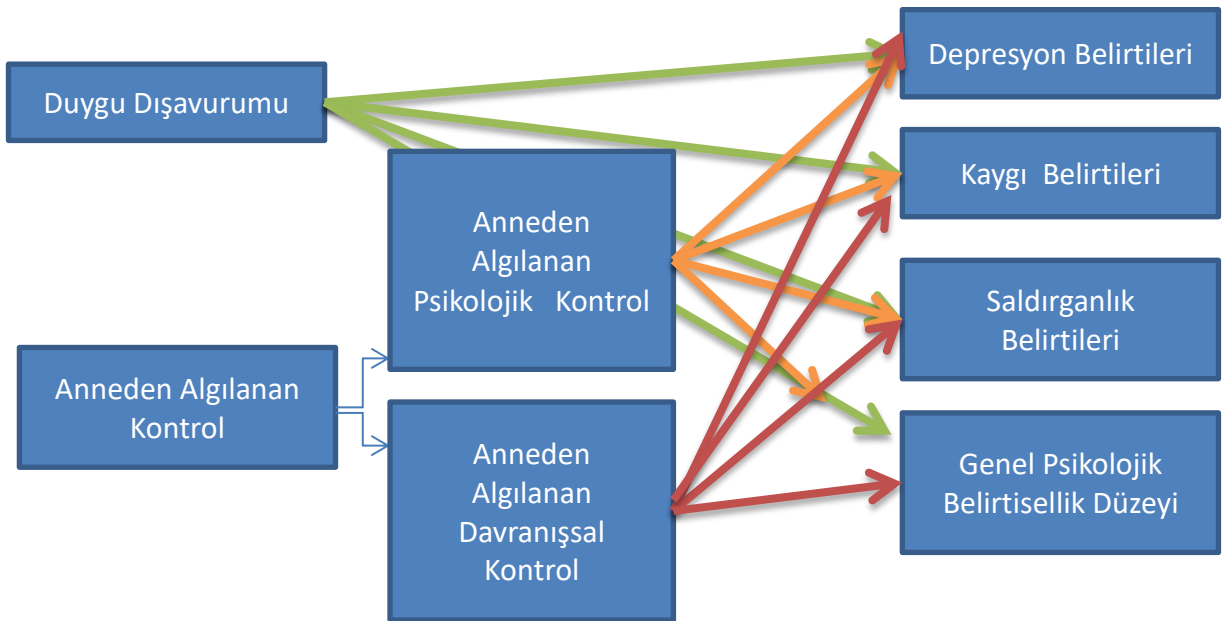 Duygu Dışavurumu
Anneden Algılanan
Kontrol
Anneden
Algılanan
Psikolojik Kontrol
Anneden
Algılanan
Davranışsal
Kontrol
Depresyon Belirtileri
Kaygı Belirtileri
Saldırganlık
Belirtileri
Genel Psikolojik
Belirtisellik Düzeyi